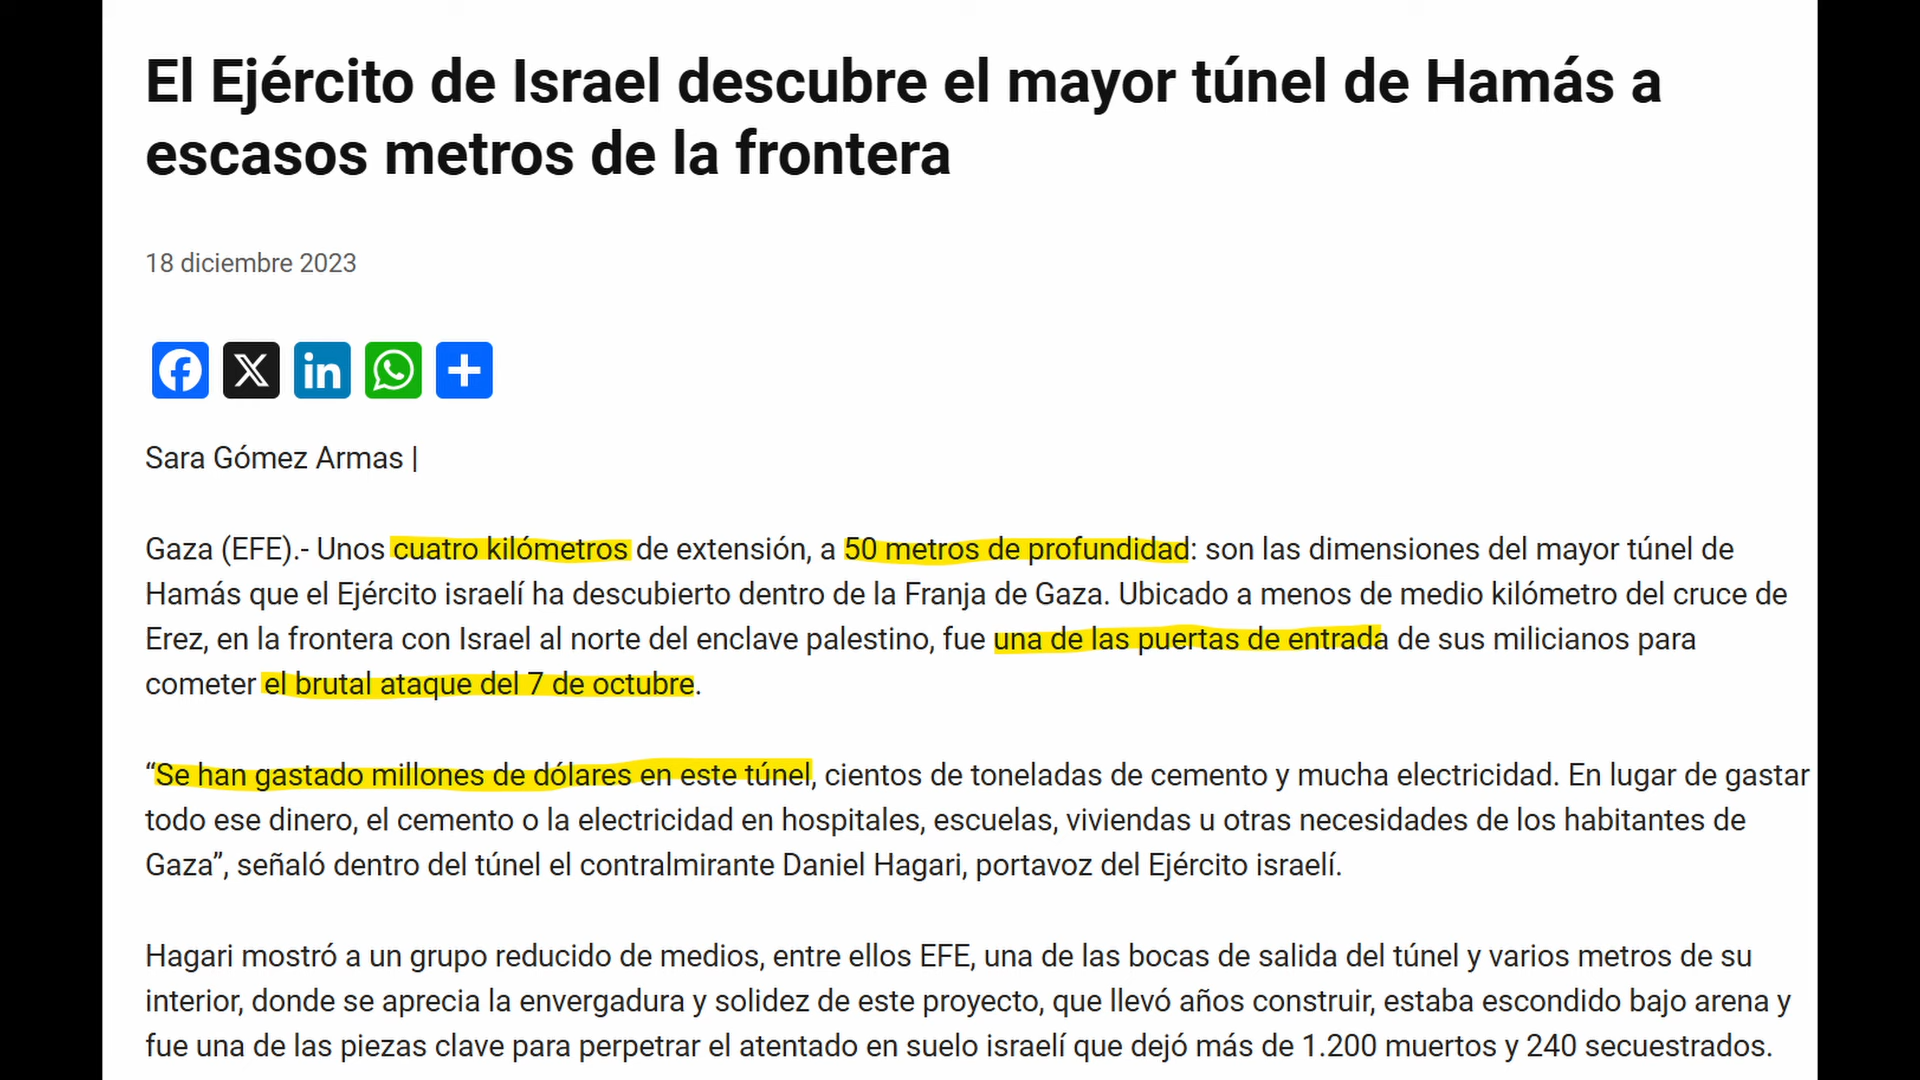 El Ejército de Israel descubre el mayor túnel de Hamás a
escasos metros de la frontera
18 diciembre 2023
Sara Gómez Armas |
Gaza (EFE).- Unos cuatro kilómetros de extensión, a 50 metros de profundidad: son las dimensiones del mayor túnel de
Hamás que el Ejército israelí ha descubierto dentro de la Franja de Gaza. Ubicado a menos de medio kilómetro del cruce de
Erez, en la frontera con Israel al norte del enclave palestino, fue una de las puertas de entrada de sus milicianos para
cometer el brutal ataque del 7 de octubre.
“Se han gastado millones de dólares en este túnel, cientos de toneladas de cemento y mucha electricidad. En lugar de gastar
todo ese dinero, el cemento o la electricidad en hospitales, escuelas, viviendas u otras necesidades de los habitantes de
Gaza”, señaló dentro del túnel el contralmirante Daniel Hagari, portavoz del Ejército israelí.
Hagari mostró a un grupo reducido de medios, entre ellos EFE, una de las bocas de salida del túnel y varios metros de su
interior, donde se aprecia la envergadura y solidez de este proyecto, que llevó años construir, estaba escondido bajo arena y
fue una de las piezas clave para perpetrar el atentado en suelo israelí que dejó más de 1.200 muertos y 240 secuestrados.